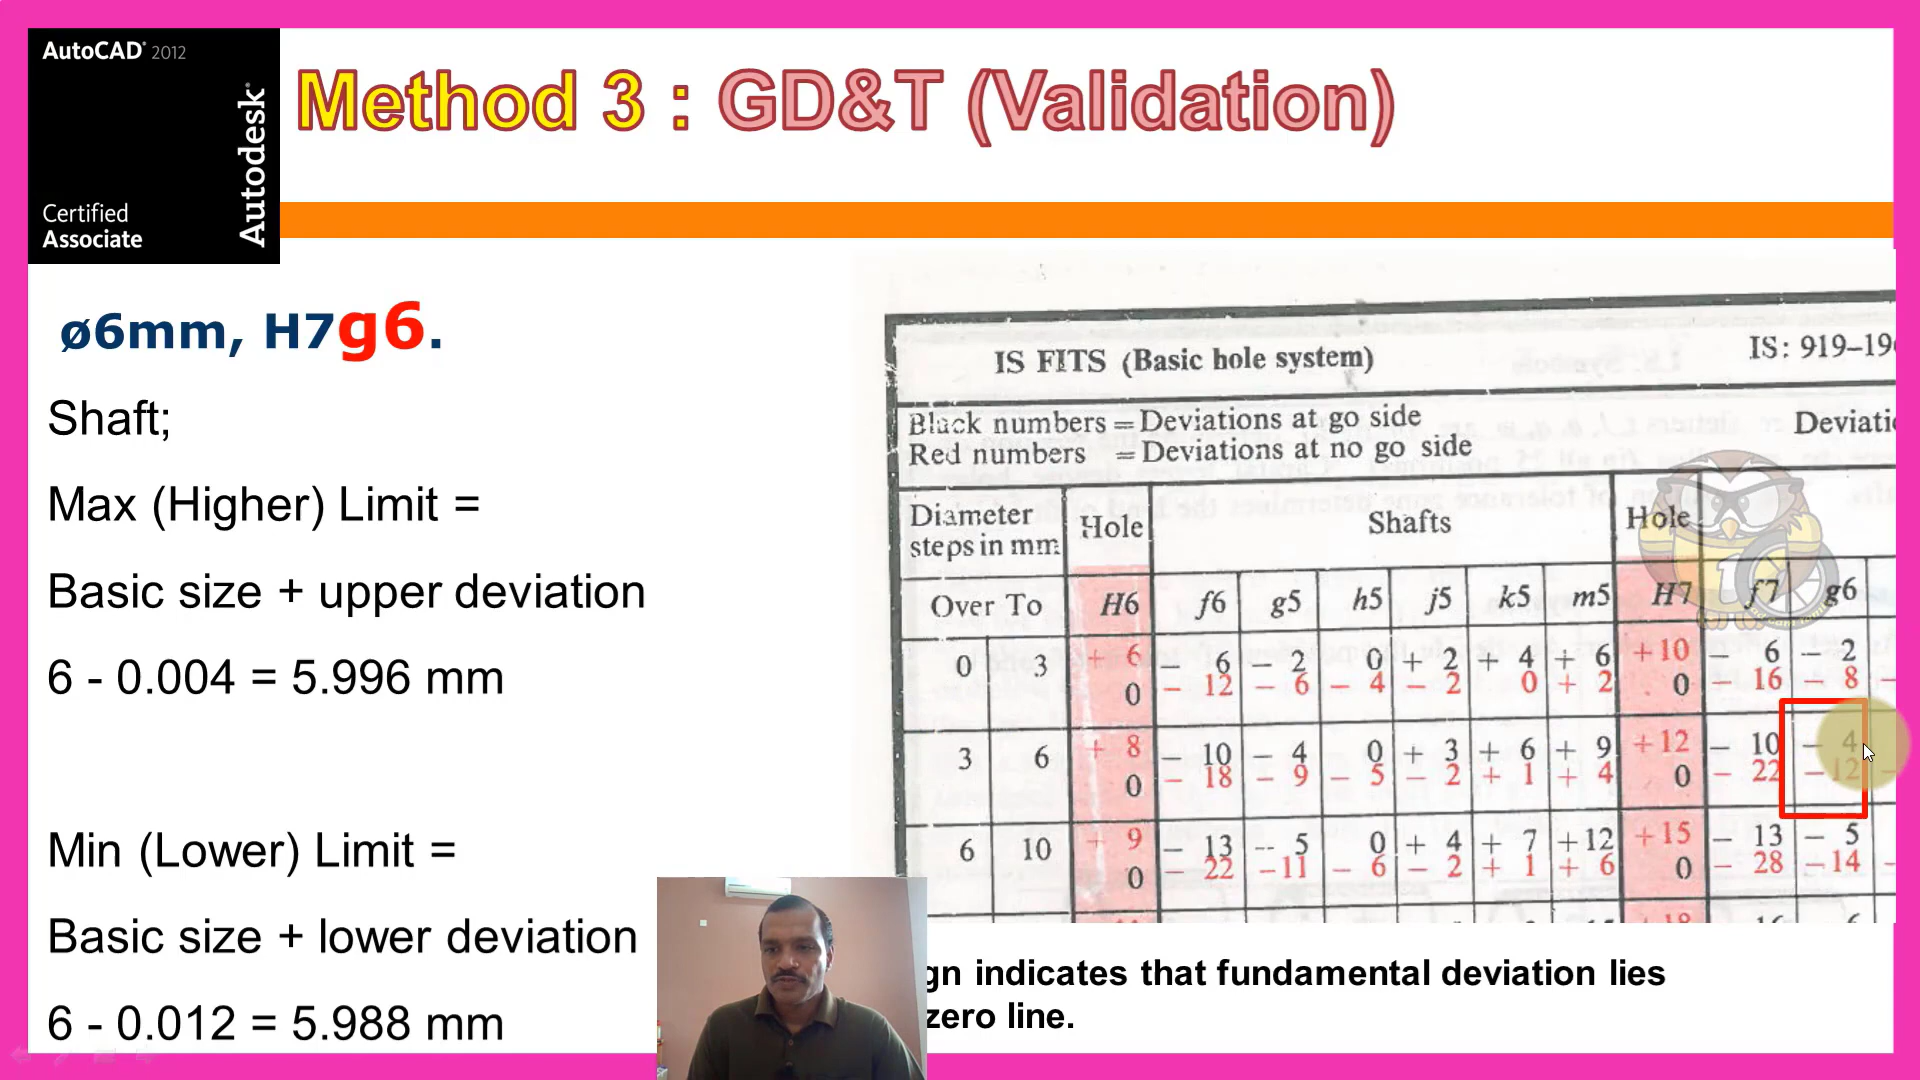 AutoCAD 2012
Autodesk
Certified
Associate
Method 3 : GD&T (Validation)
ø6mm, H7g6.
Shaft;
Max (Higher) Limit =
Basic size + upper deviation
6 - 0.004 = 5.996 mm
Min (Lower) Limit =
Basic size + lower deviation
6 - 0.012 = 5.988 mm
IS FITS (Basic hole system) IS: 919–19
Black numbers = Deviations at go side
Red numbers = Deviations at no go side
Diameter
steps in mm
Hole Shafts Hole
Over To H6 f6 g5 h5 j5 k5 m5 H7 f7 g6
0 3 + 6 – 6 – 2 0 + 2 + 4 + 6 +10 – 6 – 2
0 – 12 – 6 – 4 – 2 0 + 2 0 – 16 – 8
3 6 + 8 – 10 – 4 0 + 3 + 6 + 9 +12 – 10 – 4
0 – 18 – 9 – 5 – 2 + 1 + 4 0 – 22 –12
6 10 + 9 – 13 -- 5 0 + 4 + 7 +12 +15 – 13 – 5
0 22 –11 – 6 – 2 + 1 + 6 0 – 28 –14
indicates that fundamental deviation lies
zero line.